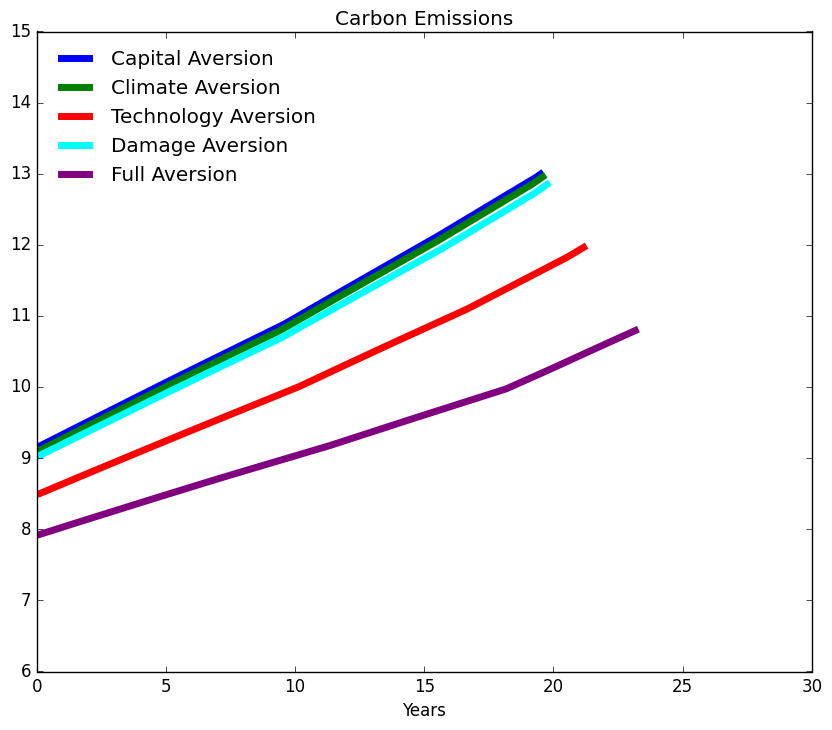 Carbon Emissions
15
14
13
12
11
10
9
8
7
6
Capital Aversion
Climate Aversion
Technology Aversion
Damage Aversion
Full Aversion
0 5 10 15 20 25 30
Years